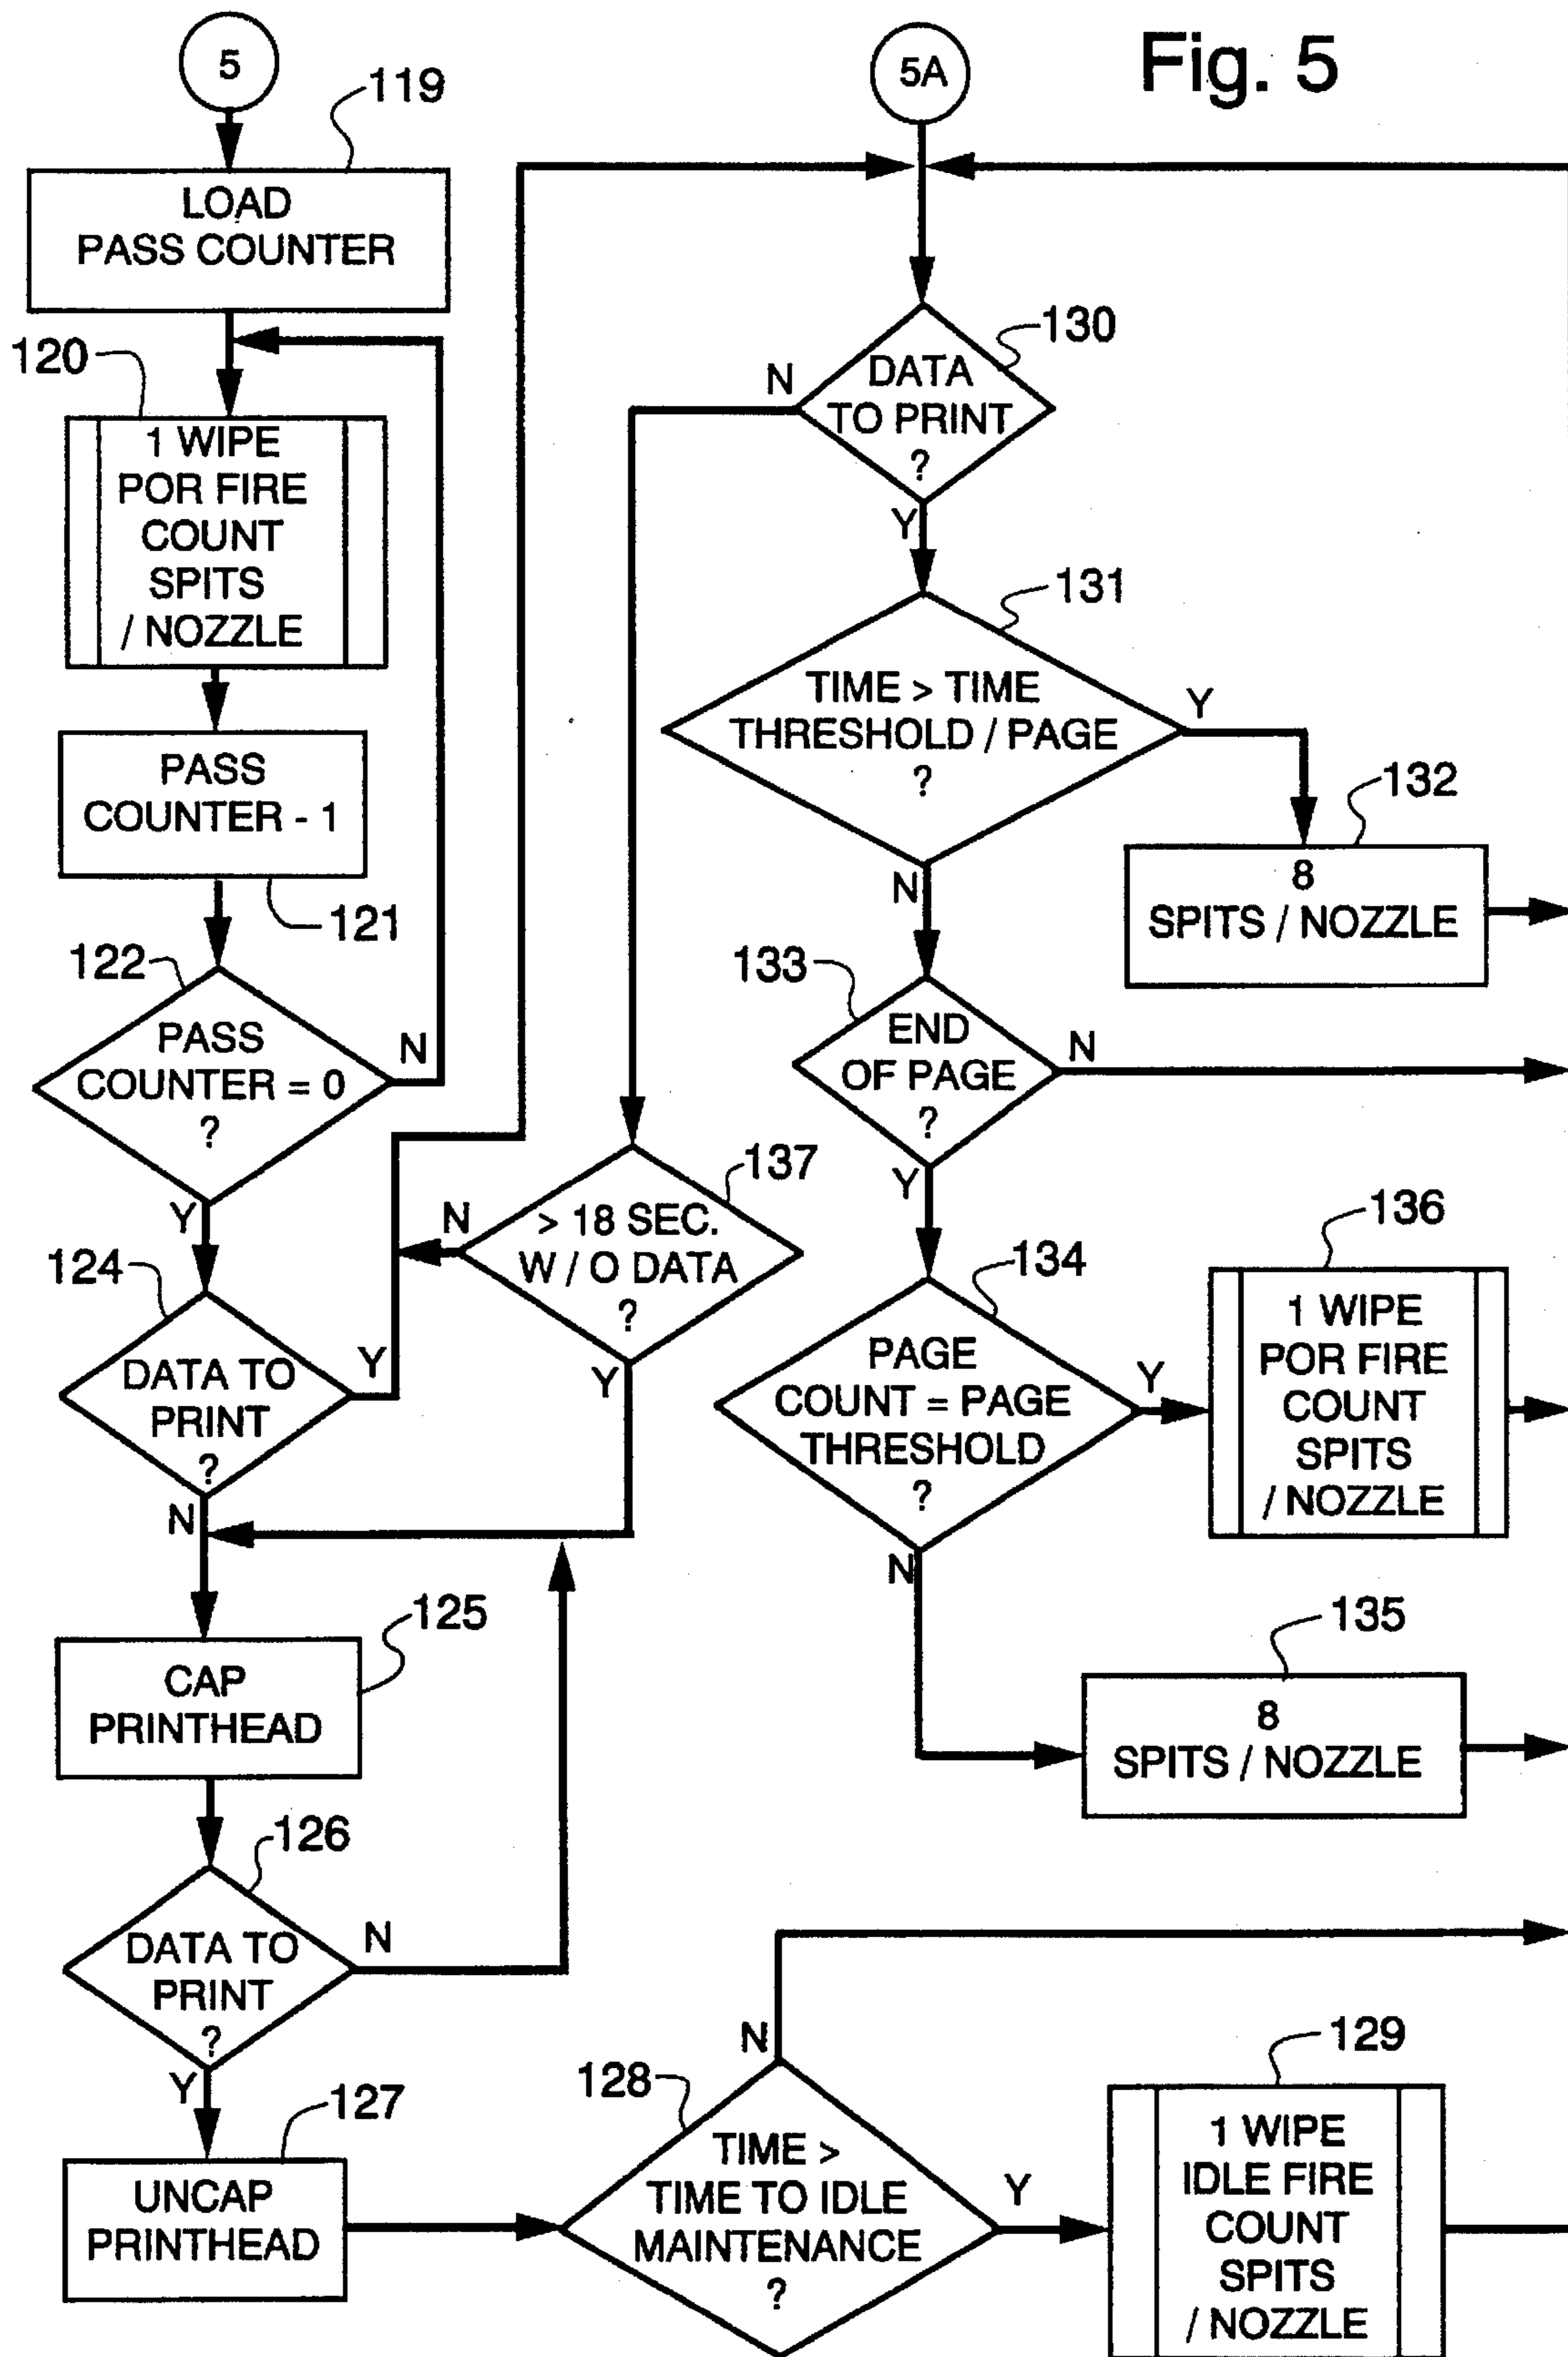 Fig. 5
5
119
LOAD
PASS COUNTER
120
1 WIPE
POR FIRE
COUNT
SPITS
/ NOZZLE
PASS
COUNTER - 1
121
122
PASS
COUNTER = 0
?
N
Y
124
DATA TO
PRINT
?
Y
N
125
CAP
PRINTHEAD
126
DATA TO
PRINT
?
N
Y
127
UNCAP
PRINTHEAD
137
> 18 SEC.
W / O DATA
?
N
Y
5A
130
DATA
TO PRINT
?
N
Y
131
TIME > TIME
THRESHOLD / PAGE
?
Y
N
132
8
SPITS / NOZZLE
133
END
OF PAGE
?
N
Y
134
PAGE
COUNT = PAGE
THRESHOLD
?
Y
N
136
1 WIPE
POR FIRE
COUNT
SPITS
/ NOZZLE
135
8
SPITS / NOZZLE
128
TIME >
TIME TO IDLE
MAINTENANCE
?
N
Y
129
1 WIPE
IDLE FIRE
COUNT
SPITS
/ NOZZLE